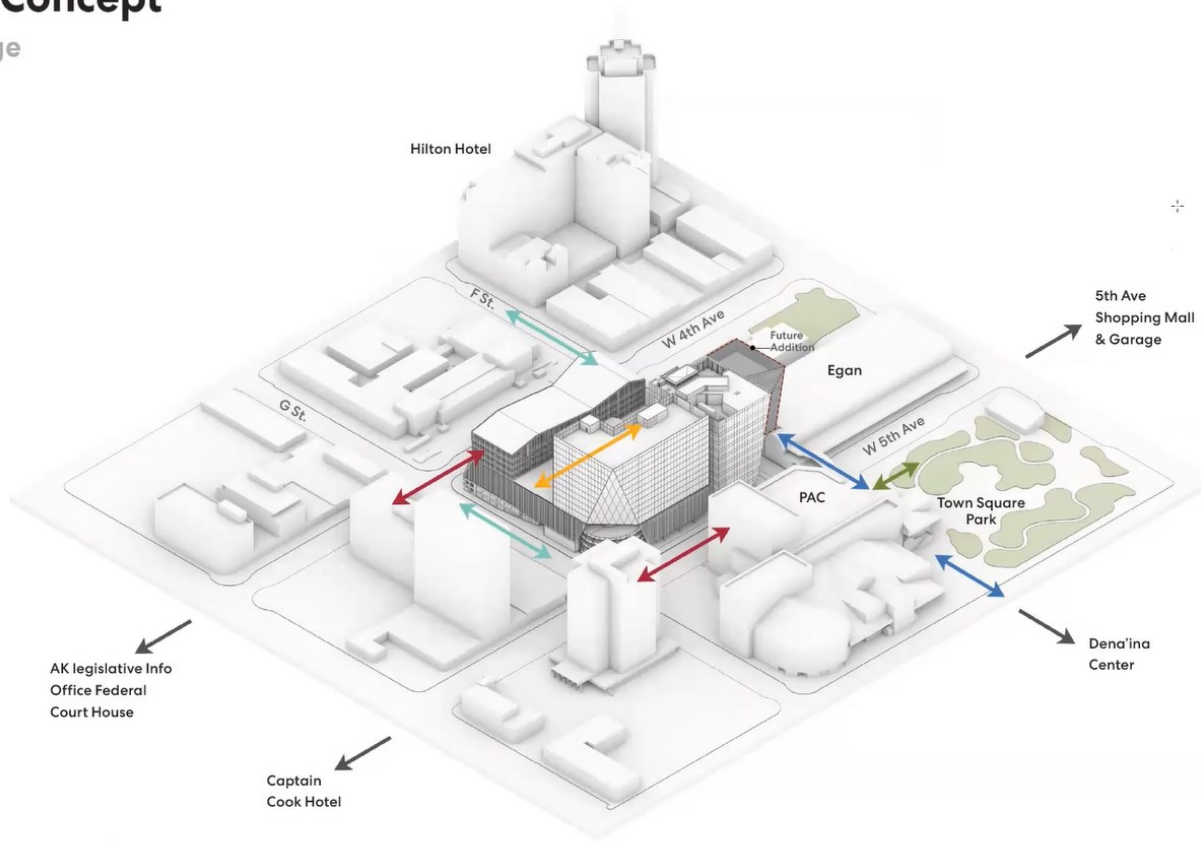 Concept
Hilton Hotel
F St.
W 4th Ave
5th Ave
Shopping Mall
& Garage
Future
Addition
Egan
G St.
W 5th Ave
PAC
Town Square
Park
AK legislative Info
Office Federal
Court House
Dena'ina
Center
Captain
Cook Hotel